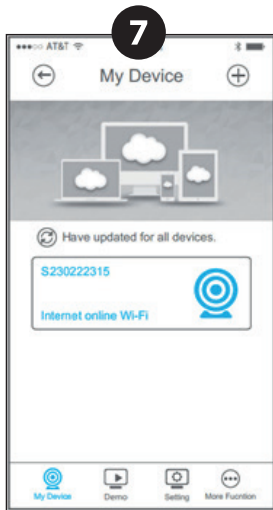 7
AT&T
My Device
Have updated for all devices.
S230222315
Internet online Wi-Fi
My Device
Demo
Setting
More Fucntion